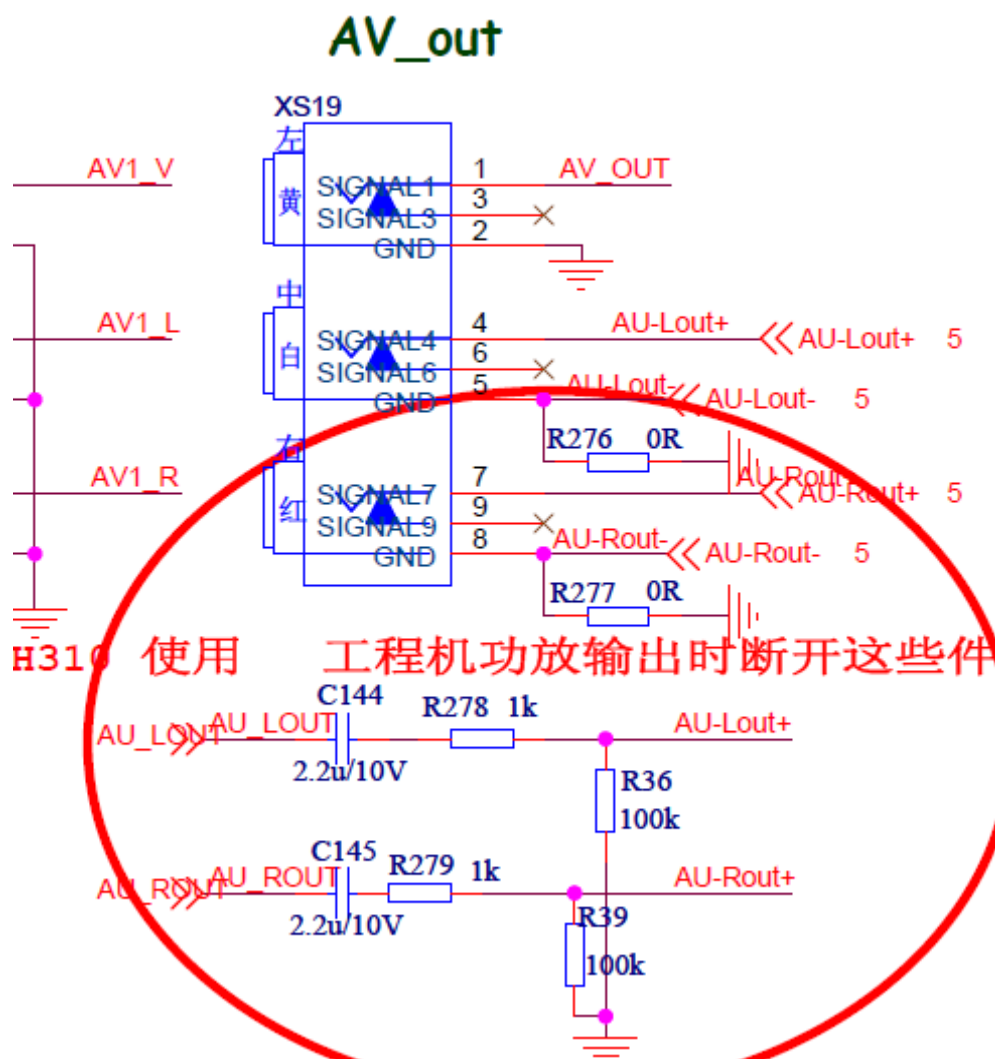 AV_out
XS19
左
AV1_V
黄
SIGNAL1
1
AV_OUT
SIGNAL3
3
GND
2
中
AV1_L
白
SIGNAL4
4
AU-Lout+
AU-Lout+ 5
SIGNAL6
6
GND
5
AU-Lout-
AU-Lout- 5
右
R276 0R
AV1_R
红
SIGNAL7
7
AU-Rout+
AU-Rout+ 5
SIGNAL9
9
GND
8
AU-Rout-
AU-Rout- 5
R277 0R
H310 使用 工程机功放输出时断开这些件
C144
R278 1k
AU_LOUT
AU_LOUT
AU-Lout+
2.2u/10V
R36
100k
C145
R279 1k
AU_ROUT
AU_ROUT
AU-Rout+
2.2u/10V
R39
100k